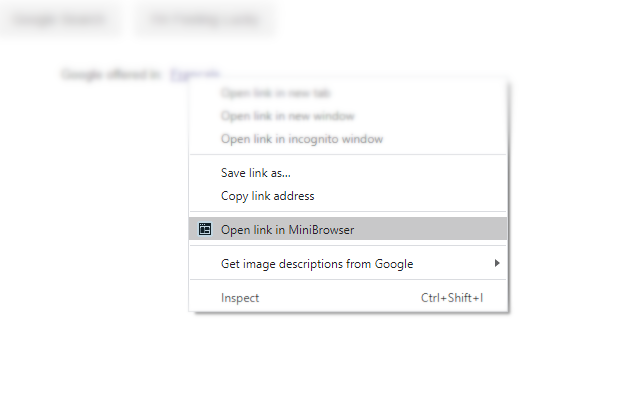 Google Search I'm Feeling Lucky
Google offered in: Français
Open link in new tab
Open link in new window
Open link in incognito window
Save link as...
Copy link address
Open link in MiniBrowser
Get image descriptions from Google
Inspect Ctrl+Shift+I